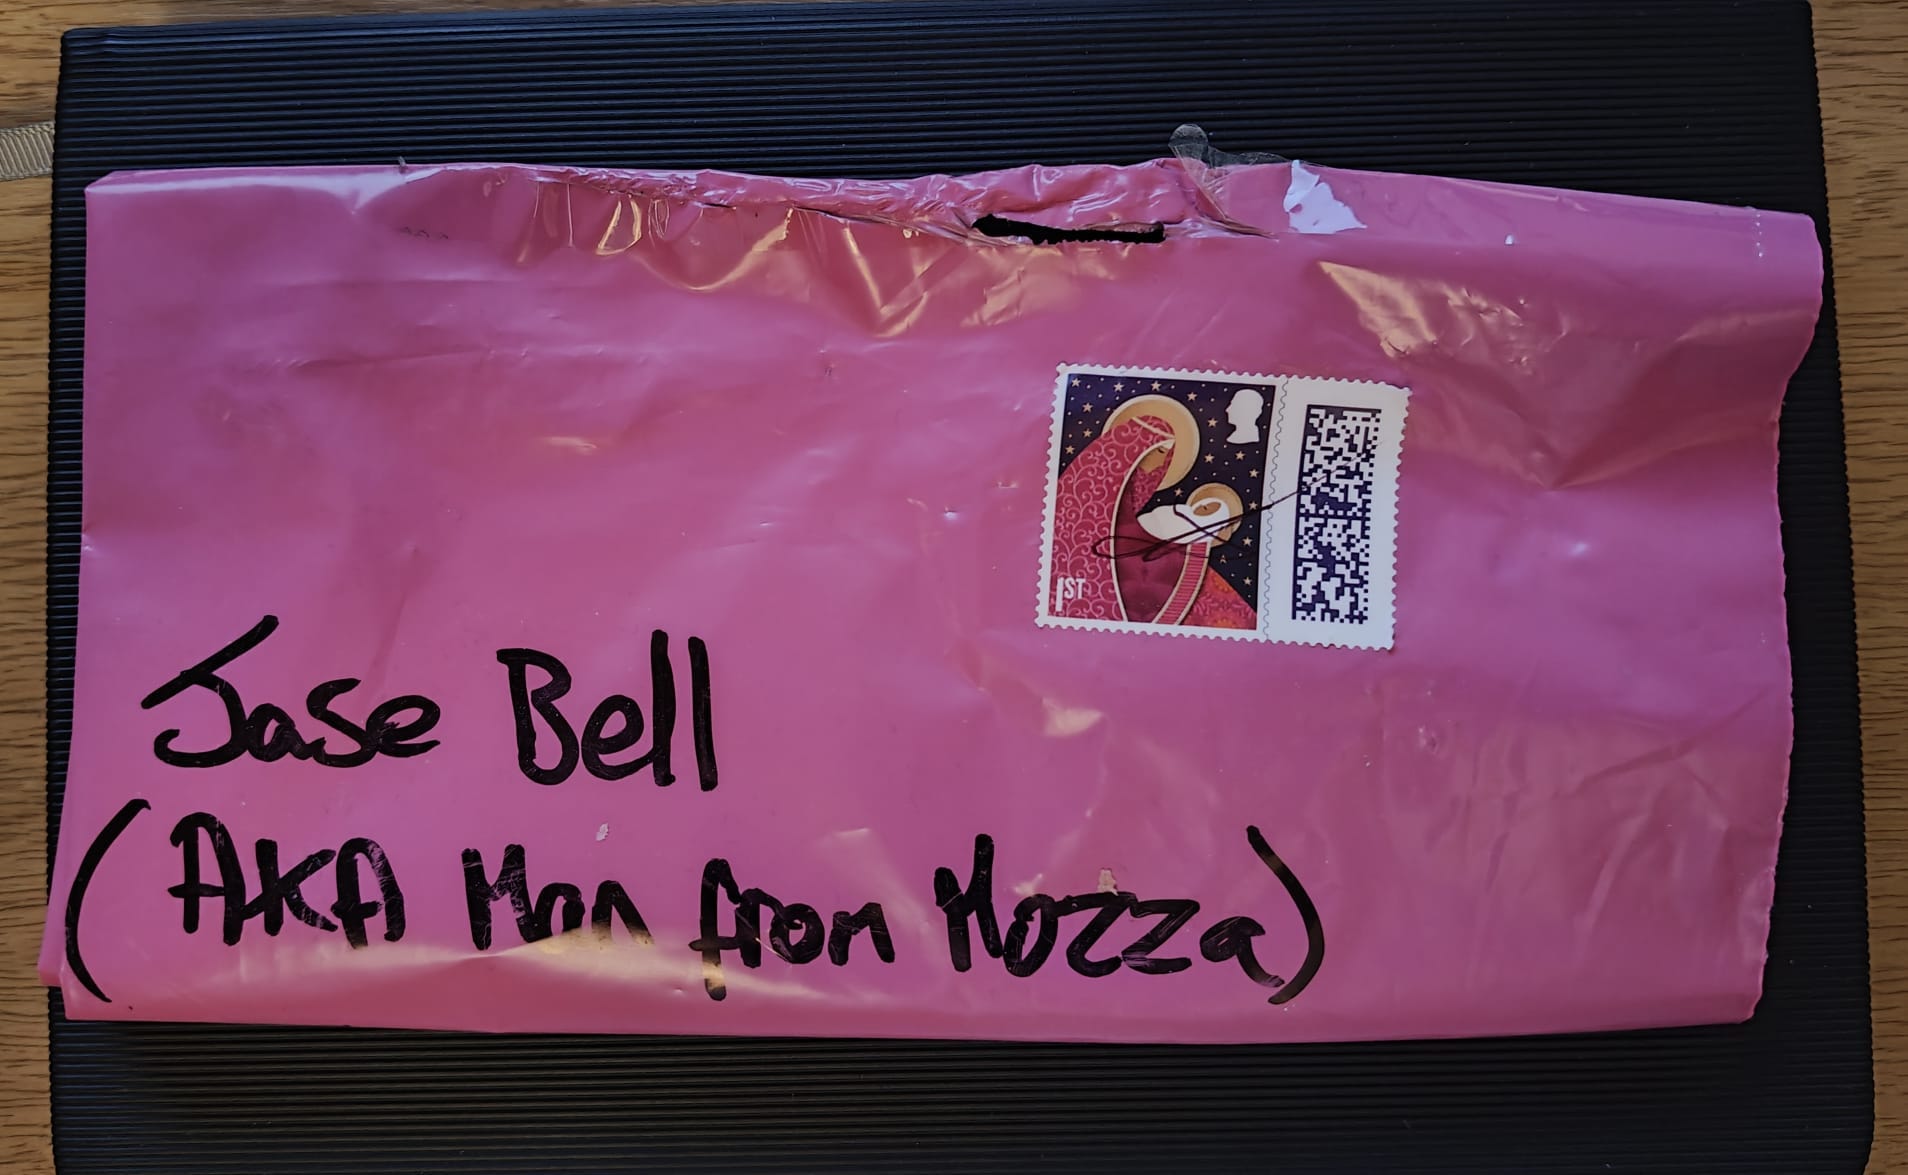 1ST
Jase Bell
(AKA Man from Mozza)